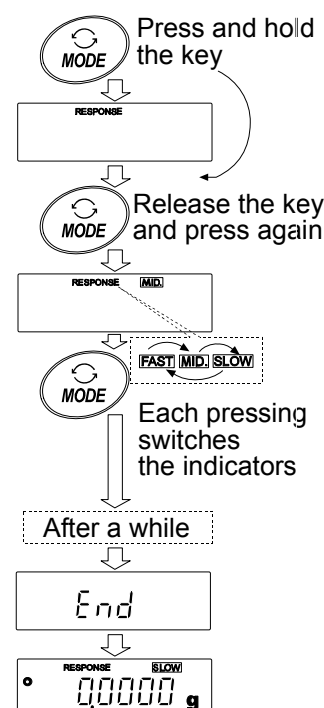 Press and hold
the key
MODE
RESPONSE
MODE
Release the key
and press again
RESPONSE MID.
FAST MID. SLOW
MODE
Each pressing
switches
the indicators
After a while
End
RESPONSE SLOW
0.0000 g